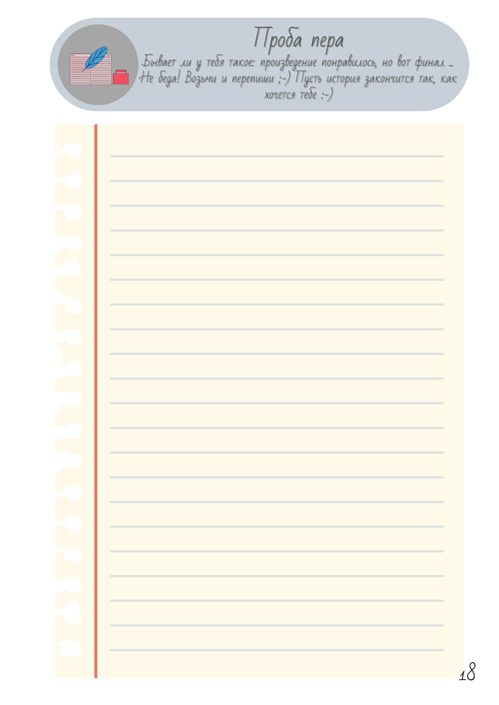 Проба пера
Бывает ли у тебя такое: произведение понравилось, но вот финал ...
Не беда! Возьми и перепиши ;-) Пусть история закончится так, как
хочется тебе :-)
18